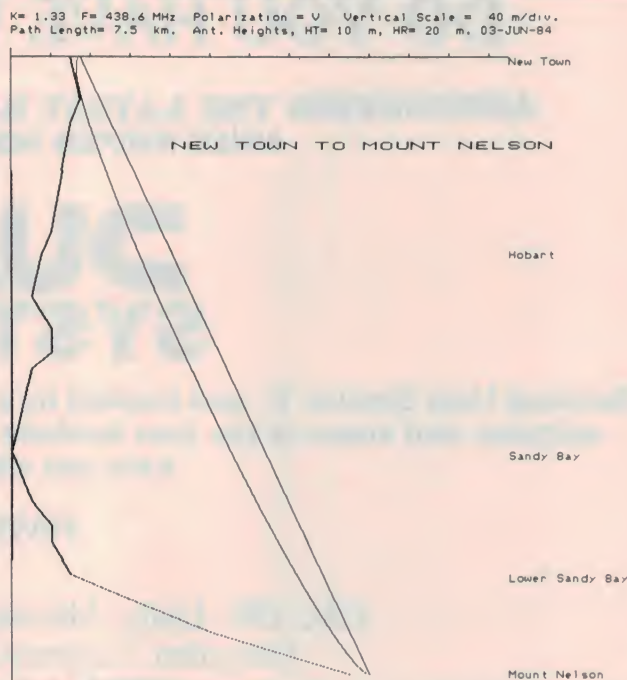 K= 1.33 F= 438.6 MHz Polarization = V Vertical Scale = 40 m/div.
Path Length= 7.5 km. Ant. Heights, HT= 10 m, HR= 20 m. 03-JUN-84
New Town
NEW TOWN TO MOUNT NELSON
Hobart
Sandy Bay
Lower Sandy Bay
Mount Nelson